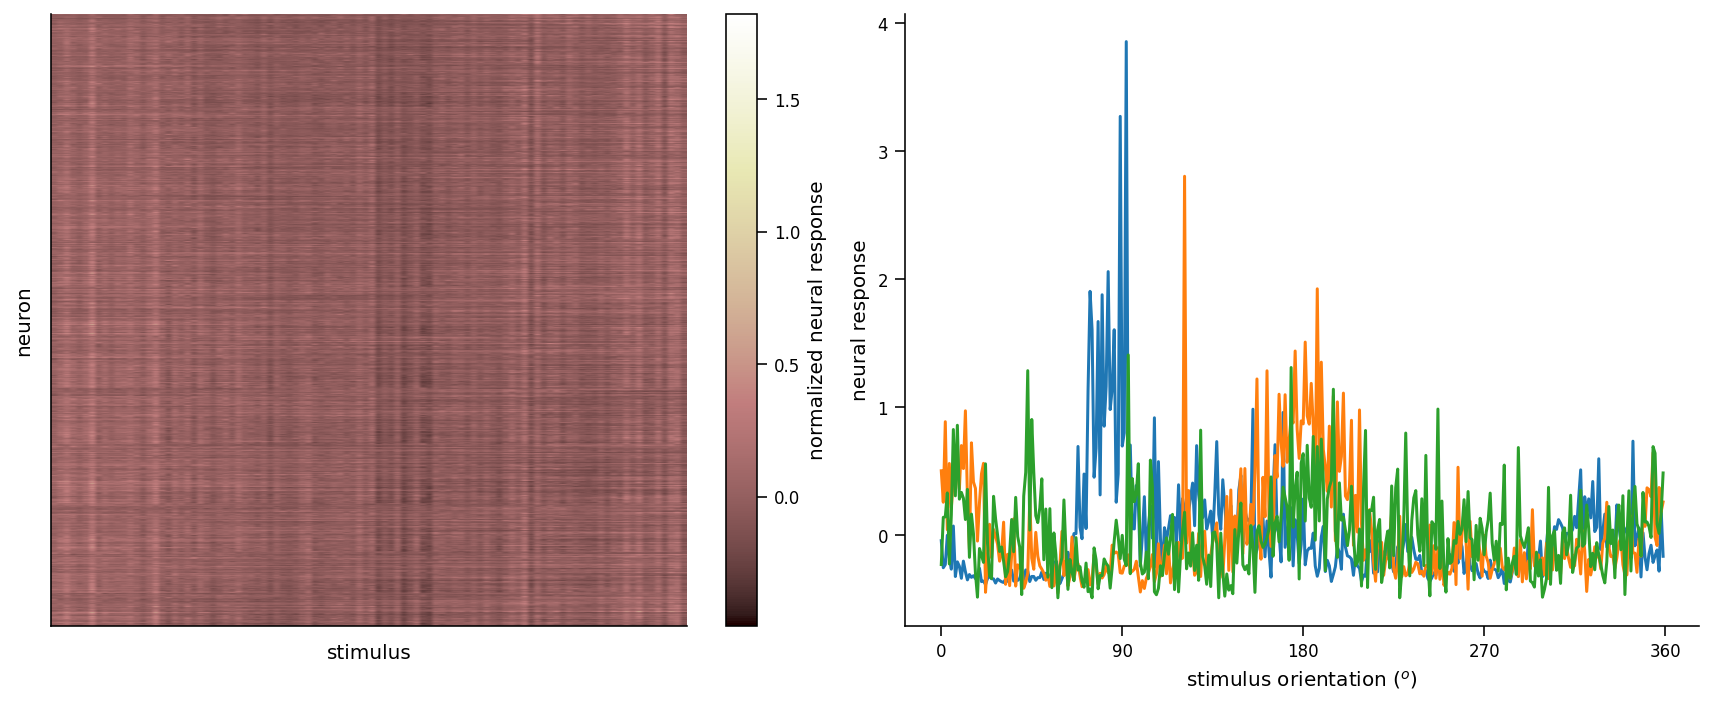 neuron
stimulus
1.5
1.0
0.5
0.0
normalized neural response
neural response
4
3
2
1
0
0 90 180 270 360
stimulus orientation (o)